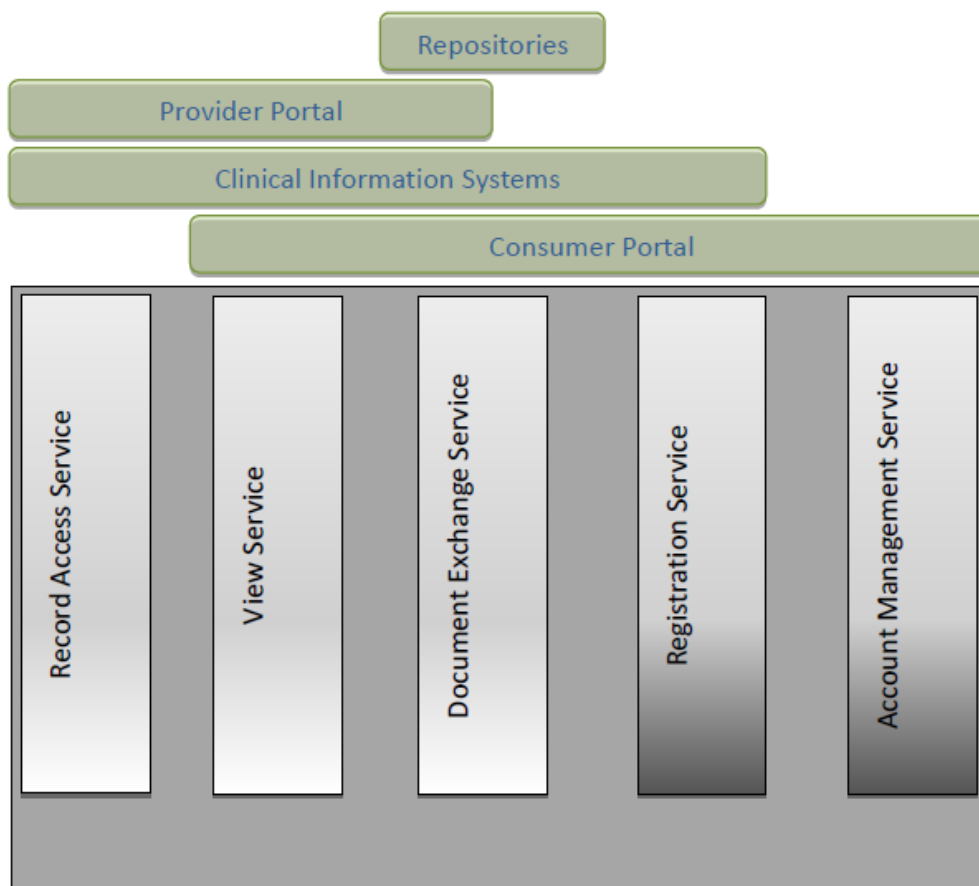 Repositories
Provider Portal
Clinical Information Systems
Consumer Portal
Record Access Service
View Service
Document Exchange Service
Registration Service
Account Management Service